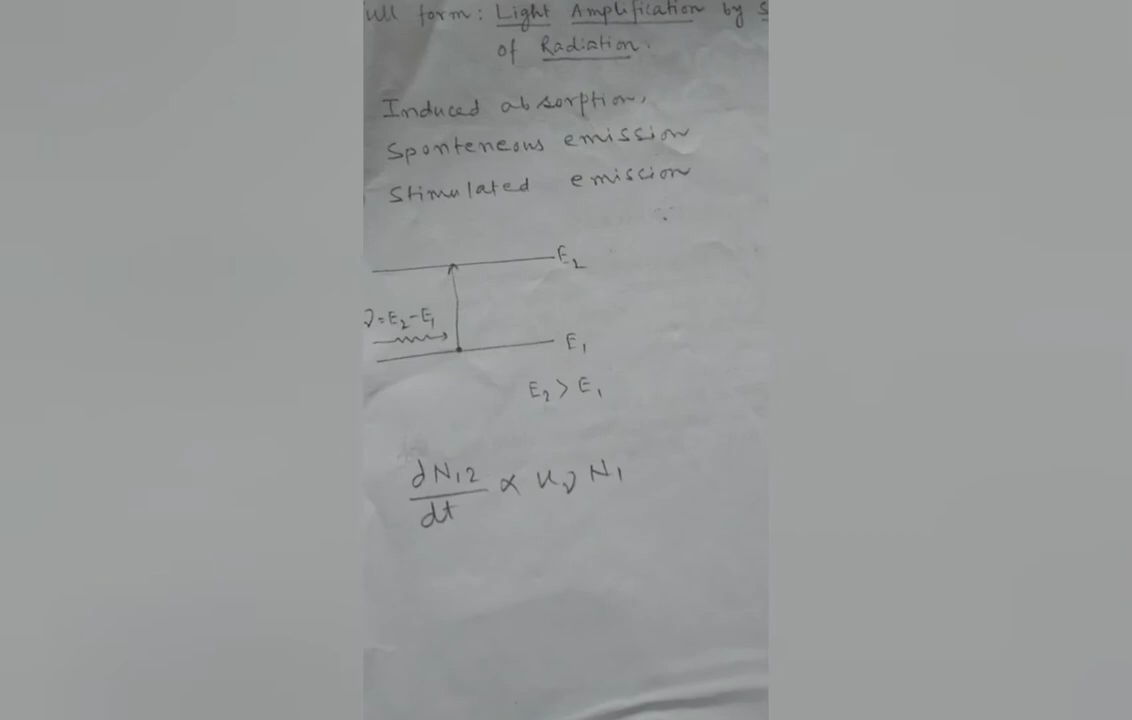 ull form: Light Amplification by S
of Radiation.
Induced absorption,
Sponteneous emission
Stimulated emission
E₂
ν=E₂-E₁
E₁
E₂ > E₁
dN₁₂/dt ∝ uν N₁